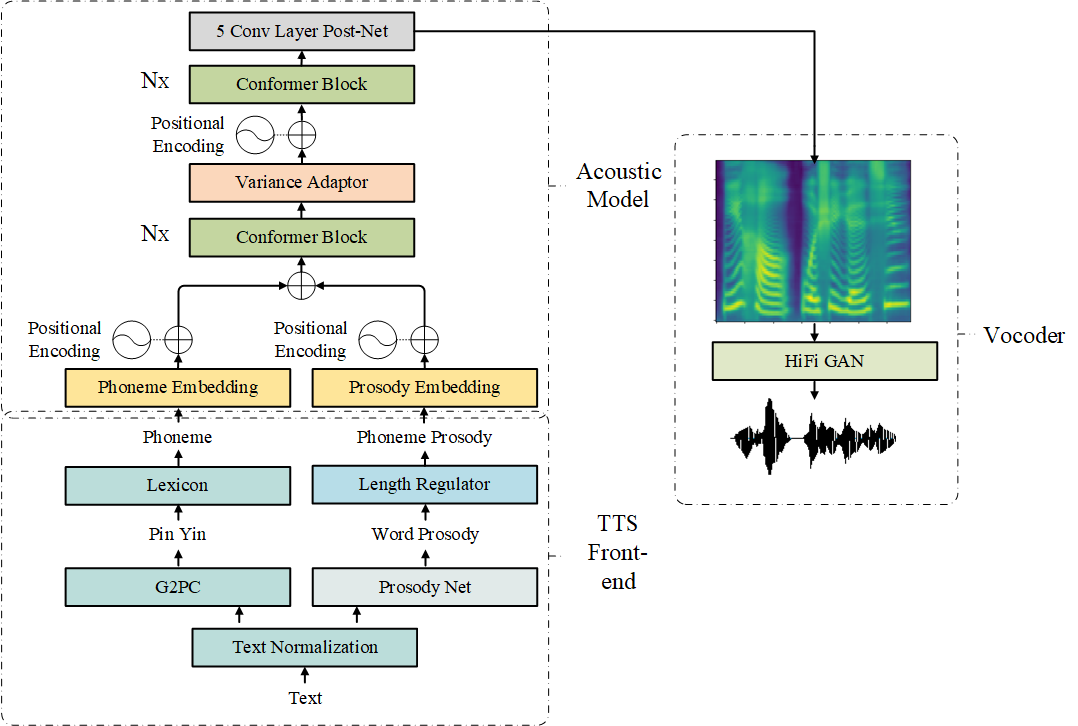 5 Conv Layer Post-Net
Nx
Conformer Block
Positional
Encoding
Variance Adaptor
Nx
Conformer Block
Positional
Encoding
Positional
Encoding
Phoneme Embedding
Prosody Embedding
Acoustic
Model
Phoneme
Phoneme Prosody
Lexicon
Length Regulator
Pin Yin
Word Prosody
G2PC
Prosody Net
Text Normalization
Text
TTS
Front-
end
HiFi GAN
Vocoder